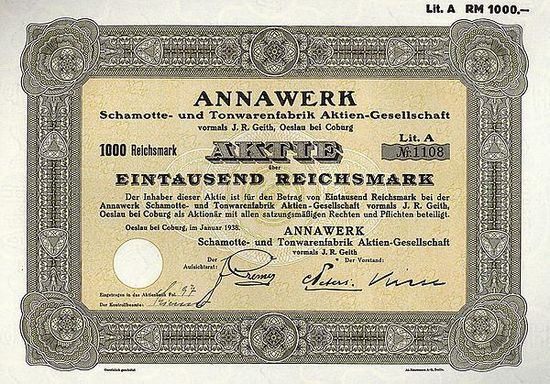 Lit. A RM 1000.—
ANNAWERK
Schamotte- und Tonwarenfabrik Aktien-Gesellschaft
vormals J. R. Geith, Oeslau bei Coburg
Lit. A
1000 Reichsmark AKTIE № 1108
über
EINTAUSEND REICHSMARK
Der Inhaber dieser Aktie ist für den Betrag von Eintausend Reichsmark bei der
Annawerk Schamotte- und Tonwarenfabrik Aktien-Gesellschaft vormals J. R. Geith,
Oeslau bei Coburg als Aktionär mit allen satzungsmäßigen Rechten und Pflichten beteiligt.
Oeslau bei Coburg, im Januar 1938.
ANNAWERK
Schamotte- und Tonwarenfabrik Aktien-Gesellschaft
vormals J. R. Geith
Der Aufsichtsrat: Der Vorstand:
Eingetragen in das Aktienbuch Fol. 97
Der Kontrollbeamte:
Gesetzlich geschützt